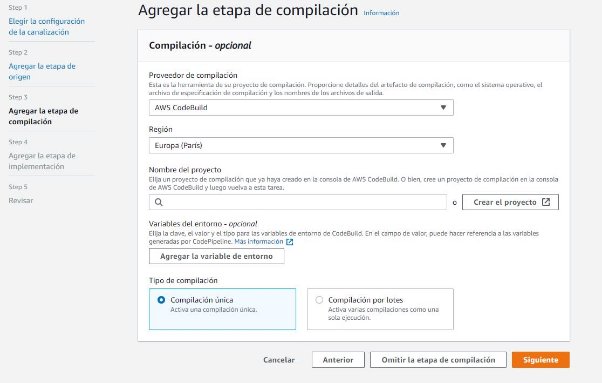 Step 1
Elegir la configuración
de la canalización
Step 2
Agregar la etapa de
origen
Step 3
Agregar la etapa de
compilación
Step 4
Agregar la etapa de
implementación
Step 5
Revisar
Agregar la etapa de compilación Información
Compilación - opcional
Proveedor de compilación
Esta es la herramienta de su proyecto de compilación. Proporcione detalles del artefacto de compilación, como el sistema operativo, el
archivo de especificación de compilación y los nombres de los archivos de salida.
AWS CodeBuild
Región
Europa (París)
Nombre del proyecto
Elija un proyecto de compilación que ya haya creado en la consola de AWS CodeBuild. O bien, cree un proyecto de compilación en la consola
de AWS CodeBuild y luego vuelva a esta tarea.
o Crear el proyecto
Variables del entorno - opcional
Elija la clave, el valor y el tipo para las variables de entorno de CodeBuild. En el campo de valor, puede hacer referencia a las variables
generadas por CodePipeline. Más información
Agregar la variable de entorno
Tipo de compilación
Compilación única
Activa una compilación única.
Compilación por lotes
Activa varias compilaciones como una
sola ejecución.
Cancelar Anterior Omitir la etapa de compilación Siguiente